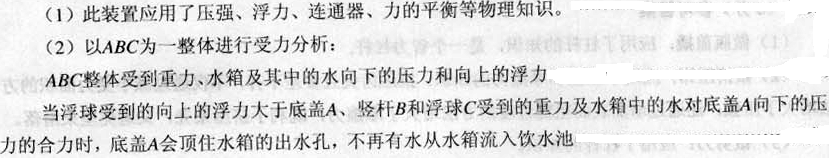 （1）此装置应用了压强、浮力、连通器、力的平衡等物理知识。
（2）以ABC为一整体进行受力分析：
ABC整体受到重力、水箱及其中的水向下的压力和向上的浮力
当浮球受到的向上的浮力大于底盖A、竖杆B和浮球C受到的重力及水箱中的水对底盖A向下的压
力的合力时，底盖A会顶住水箱的出水孔，不再有水从水箱流入饮水池